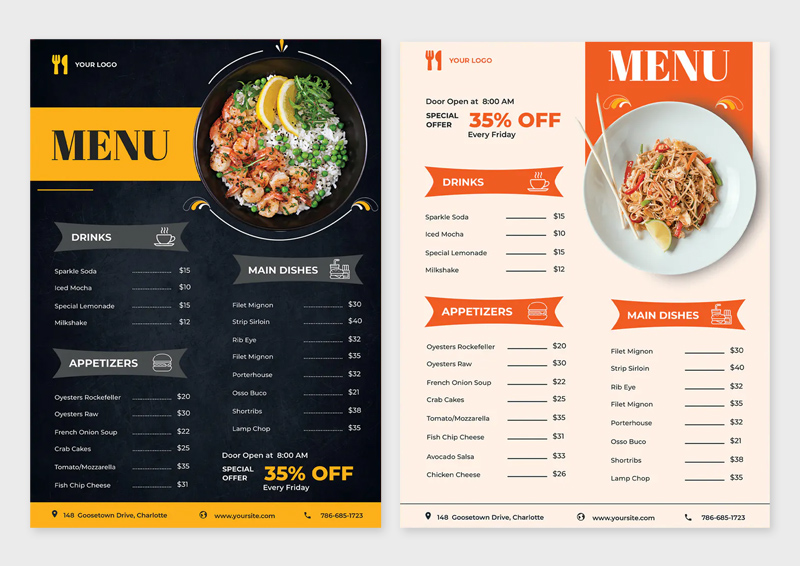 YOUR LOGO
MENU
DRINKS
Sparkle Soda $15
Iced Mocha $10
Special Lemonade $15
Milkshake $12
APPETIZERS
Oyesters Rockefeller $20
Oyesters Raw $30
French Onion Soup $22
Crab Cakes $25
Tomato/Mozzarella $35
Fish Chip Cheese $31
MAIN DISHES
Filet Mignon $30
Strip Sirloin $40
Rib Eye $32
Filet Mignon $35
Porterhouse $32
Osso Buco $21
Shortribs $38
Lamp Chop $35
Door Open at 8:00 AM
SPECIAL OFFER
35% OFF
Every Friday
148 Goosetown Drive, Charlotte www.yoursite.com 786-685-1723
YOUR LOGO
MENU
Door Open at 8:00 AM
SPECIAL OFFER
35% OFF
Every Friday
DRINKS
Sparkle Soda $15
Iced Mocha $10
Special Lemonade $15
Milkshake $12
APPETIZERS
Oyesters Rockefeller $20
Oyesters Raw $30
French Onion Soup $22
Crab Cakes $25
Tomato/Mozzarella $35
Fish Chip Cheese $31
Avocado Salsa $33
Chicken Cheese $26
MAIN DISHES
Filet Mignon $30
Strip Sirloin $40
Rib Eye $32
Filet Mignon $35
Porterhouse $32
Osso Buco $21
Shortribs $38
Lamp Chop $35
148 Goosetown Drive, Charlotte www.yoursite.com 786-685-1723